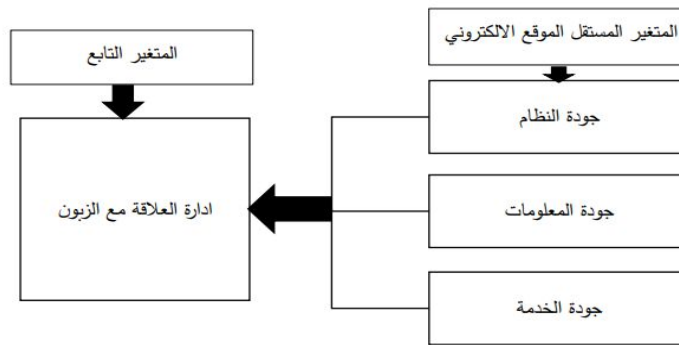 المتغير المستقل الموقع الالكتروني
المتغير التابع
جودة النظام
جودة المعلومات
ادارة العلاقة مع الزبون
جودة الخدمة